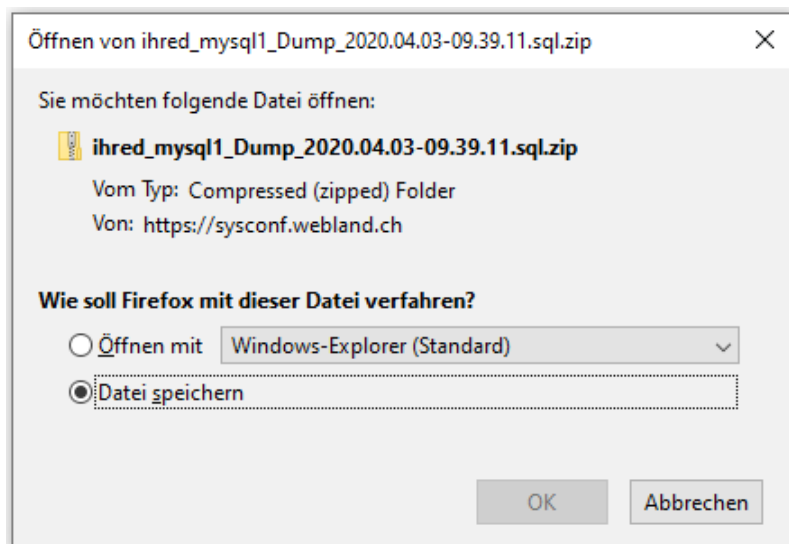 Öffnen von ihred_mysql1_Dump_2020.04.03-09.39.11.sql.zip
Sie möchten folgende Datei öffnen:
ihred_mysql1_Dump_2020.04.03-09.39.11.sql.zip
Vom Typ: Compressed (zipped) Folder
Von: https://sysconf.webland.ch
Wie soll Firefox mit dieser Datei verfahren?
Öffnen mit Windows-Explorer (Standard)
Datei speichern
OK Abbrechen